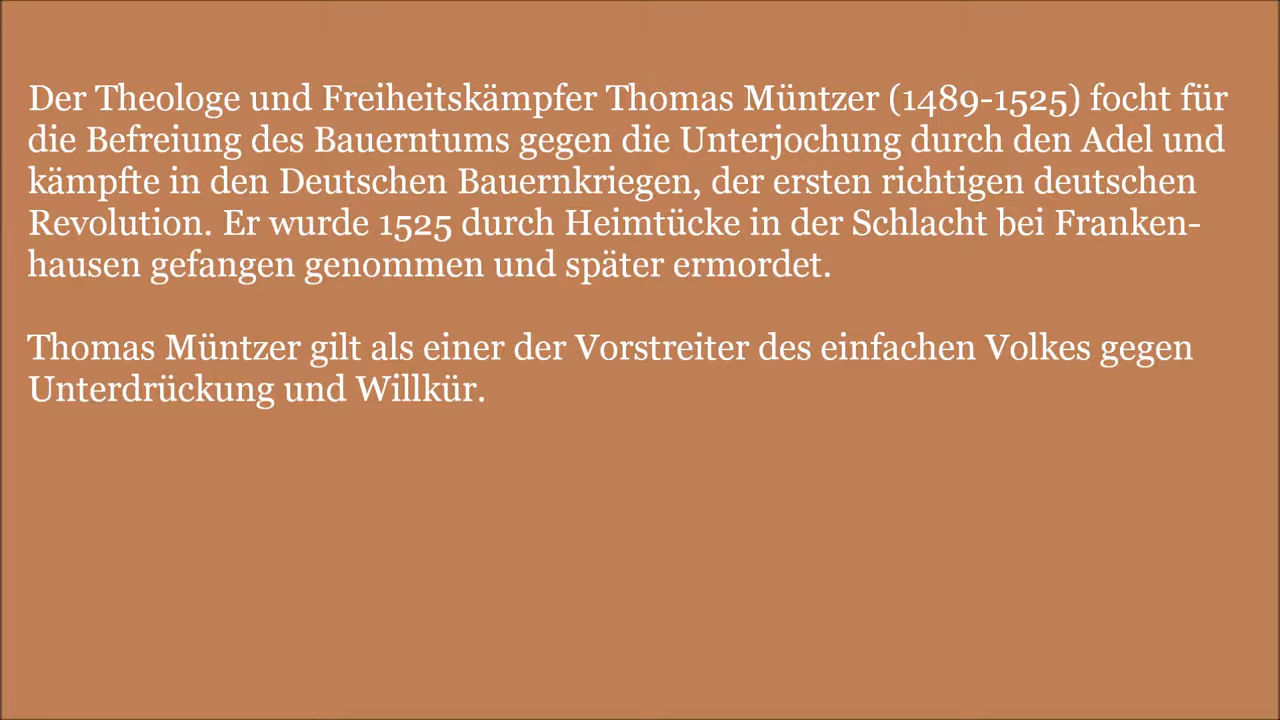 Der Theologe und Freiheitskämpfer Thomas Müntzer (1489-1525) focht für
die Befreiung des Bauerntums gegen die Unterjochung durch den Adel und
kämpfte in den Deutschen Bauernkriegen, der ersten richtigen deutschen
Revolution. Er wurde 1525 durch Heimtücke in der Schlacht bei Franken-
hausen gefangen genommen und später ermordet.
Thomas Müntzer gilt als einer der Vorstreiter des einfachen Volkes gegen
Unterdrückung und Willkür.